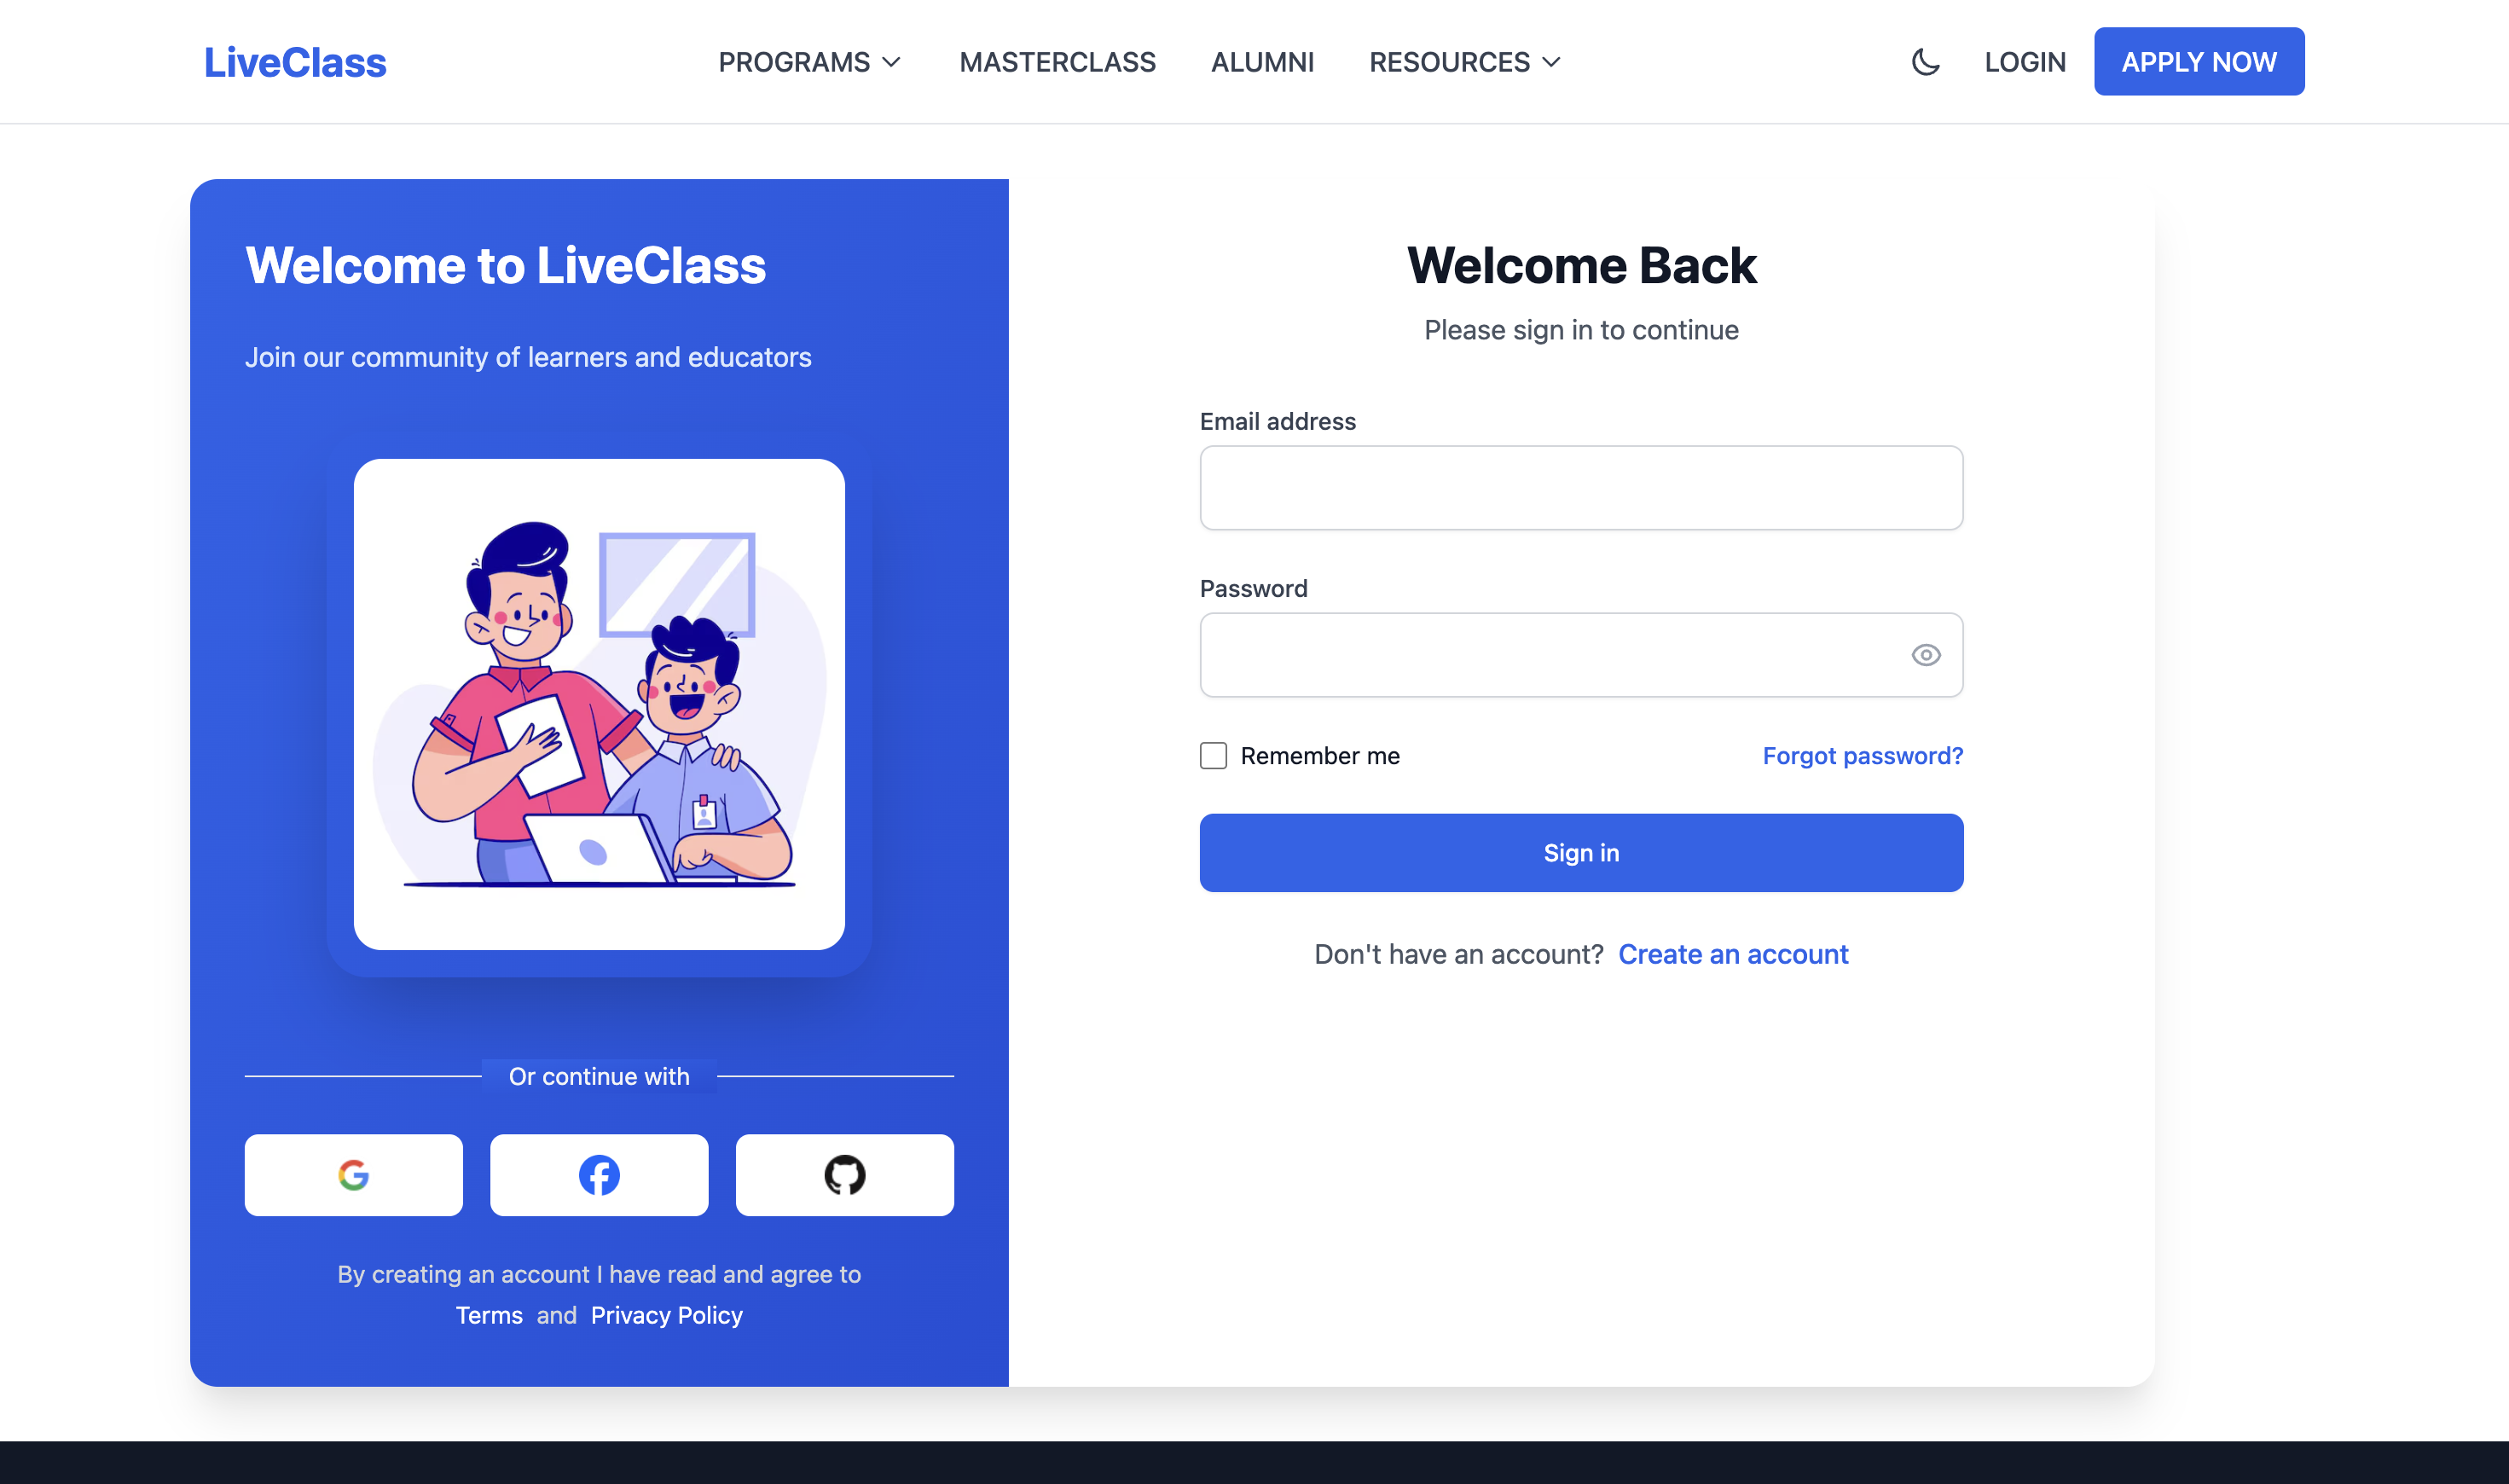 LiveClass
PROGRAMS
MASTERCLASS
ALUMNI
RESOURCES
LOGIN
APPLY NOW
Welcome to LiveClass
Join our community of learners and educators
Or continue with
By creating an account I have read and agree to
Terms and Privacy Policy
Welcome Back
Please sign in to continue
Email address
Password
Remember me
Forgot password?
Sign in
Don't have an account? Create an account